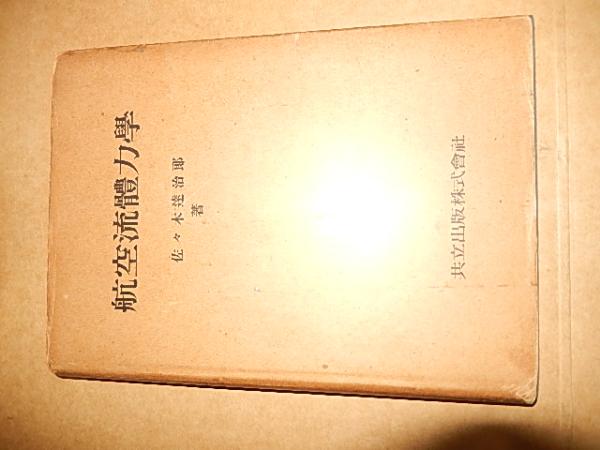 航空流體力學
佐々木達治郎
著
共立出版株式會社